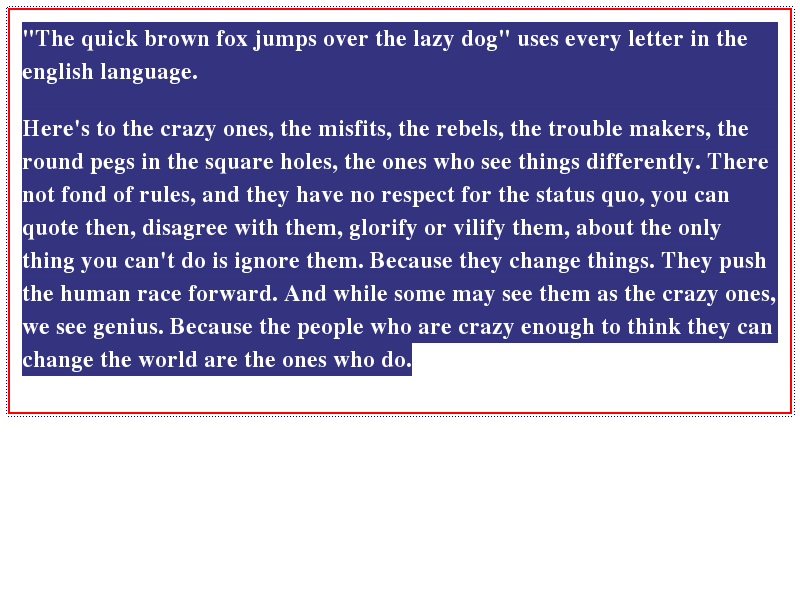 "The quick brown fox jumps over the lazy dog" uses every letter in the
english language.
Here's to the crazy ones, the misfits, the rebels, the trouble makers, the
round pegs in the square holes, the ones who see things differently. There
not fond of rules, and they have no respect for the status quo, you can
quote then, disagree with them, glorify or vilify them, about the only
thing you can't do is ignore them. Because they change things. They push
the human race forward. And while some may see them as the crazy ones,
we see genius. Because the people who are crazy enough to think they can
change the world are the ones who do.